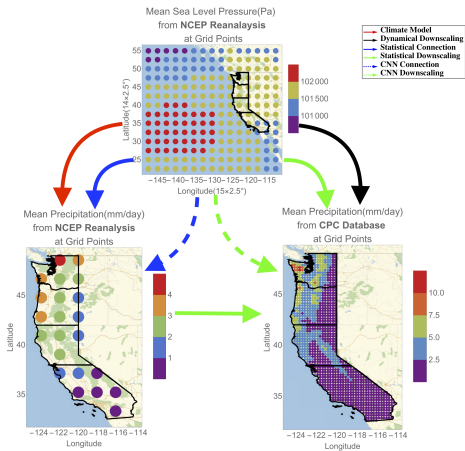 Mean Sea Level Pressure(Pa)
from NCEP Reanalaysis
at Grid Points
Climate Model
Dynamical Downscaling
Statistical Connection
Statistical Downscaling
CNN Connection
CNN Downscaling
55
50
45
40
35
30
25
Latitude(14×2.5°)
102000
101500
101000
−145−140−135−130−125−120−115
Longitude(15×2.5°)
Mean Precipitation(mm/day)
from NCEP Reanalysis
at Grid Points
Mean Precipitation(mm/day)
from CPC Database
at Grid Points
45
40
35
Latitude
4
3
2
1
−124 −122 −120 −118 −116 −114
Longitude
45
40
35
Latitude
10.0
7.5
5.0
2.5
−124 −122 −120 −118 −116 −114
Longitude